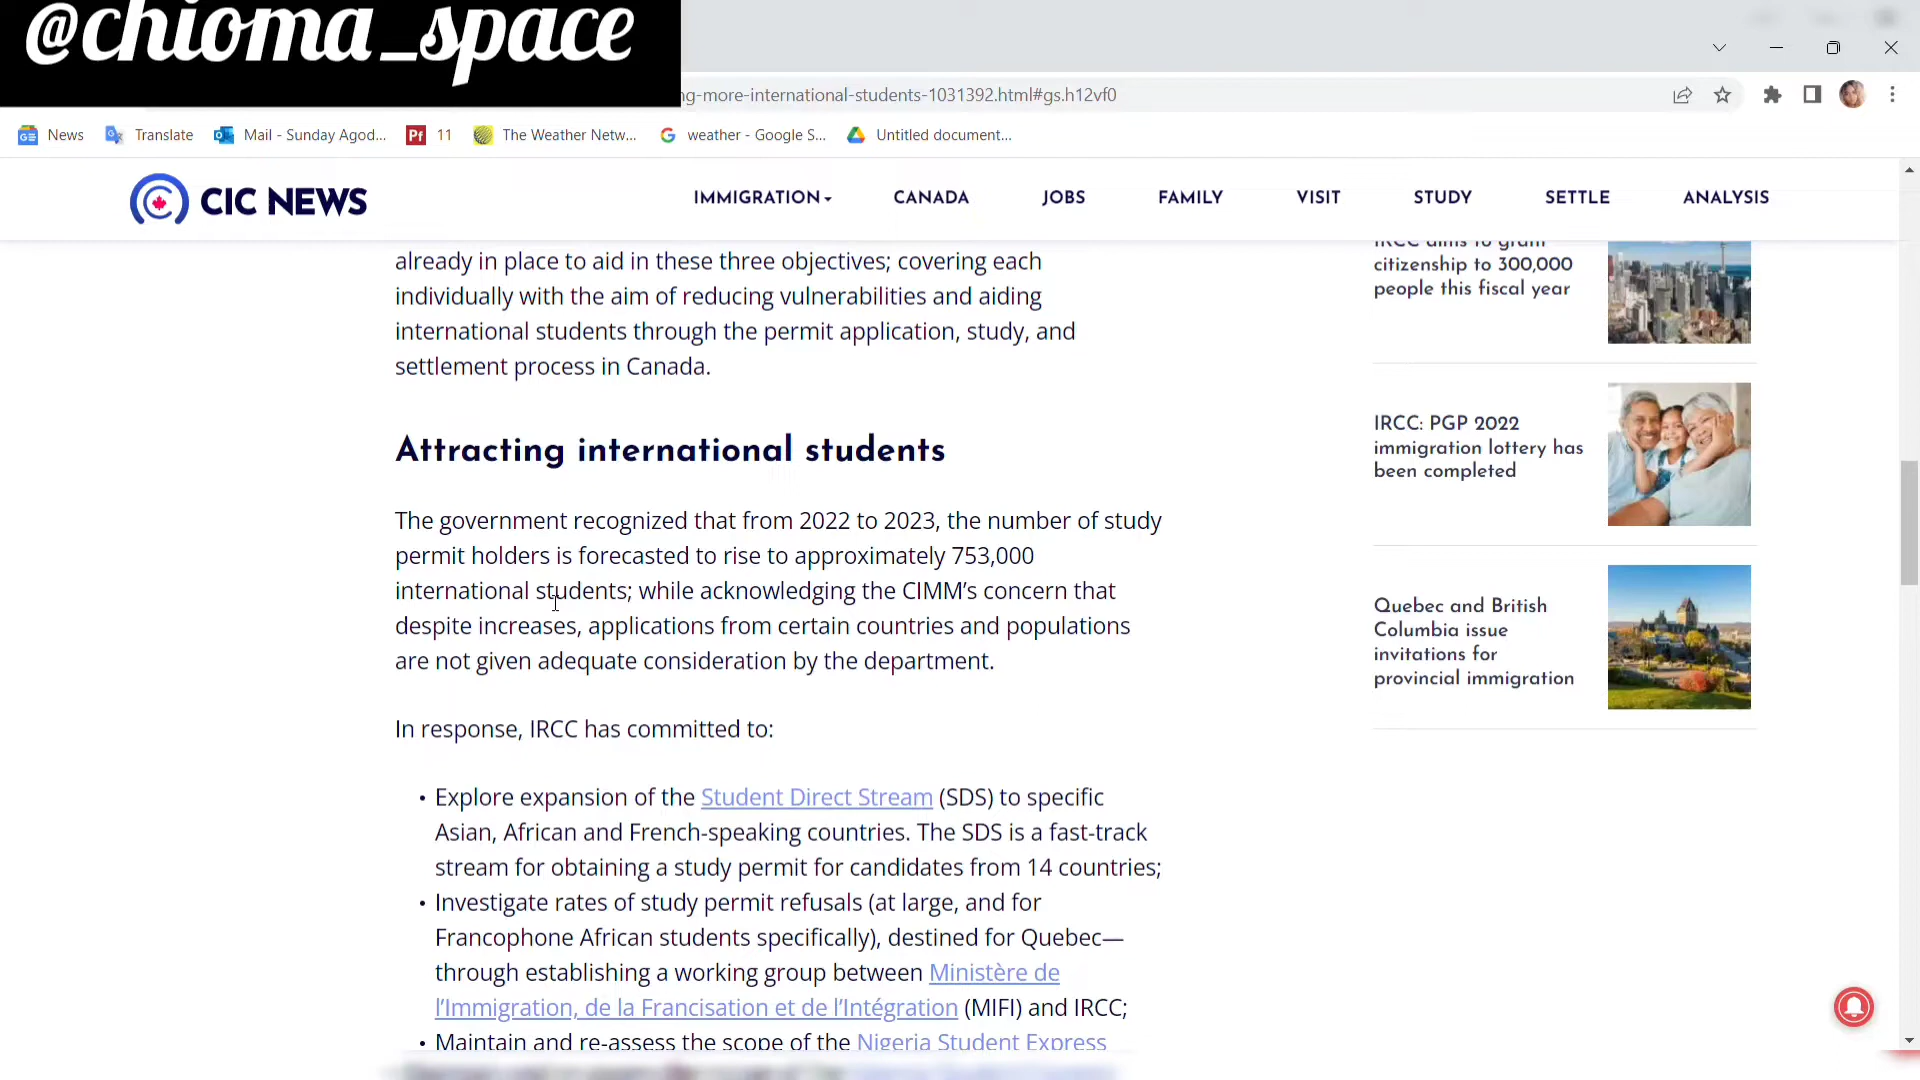 @chioma_space
ng-more-international-students-1031392.html#gs.h12vf0
News
Translate
Mail - Sunday Agod...
Pf 11
The Weather Netw...
weather - Google S...
Untitled document...
CIC NEWS
IMMIGRATION
CANADA
JOBS
FAMILY
VISIT
STUDY
SETTLE
ANALYSIS
already in place to aid in these three objectives; covering each
individually with the aim of reducing vulnerabilities and aiding
international students through the permit application, study, and
settlement process in Canada.
Attracting international students
The government recognized that from 2022 to 2023, the number of study
permit holders is forecasted to rise to approximately 753,000
international students; while acknowledging the CIMM’s concern that
despite increases, applications from certain countries and populations
are not given adequate consideration by the department.
In response, IRCC has committed to:
• Explore expansion of the Student Direct Stream (SDS) to specific
Asian, African and French-speaking countries. The SDS is a fast-track
stream for obtaining a study permit for candidates from 14 countries;
• Investigate rates of study permit refusals (at large, and for
Francophone African students specifically), destined for Quebec—
through establishing a working group between Ministère de
l’Immigration, de la Francisation et de l’Intégration (MIFI) and IRCC;
• Maintain and re-assess the scope of the Nigeria Student Express
IRCC aims to grant
citizenship to 300,000
people this fiscal year
IRCC: PGP 2022
immigration lottery has
been completed
Quebec and British
Columbia issue
invitations for
provincial immigration